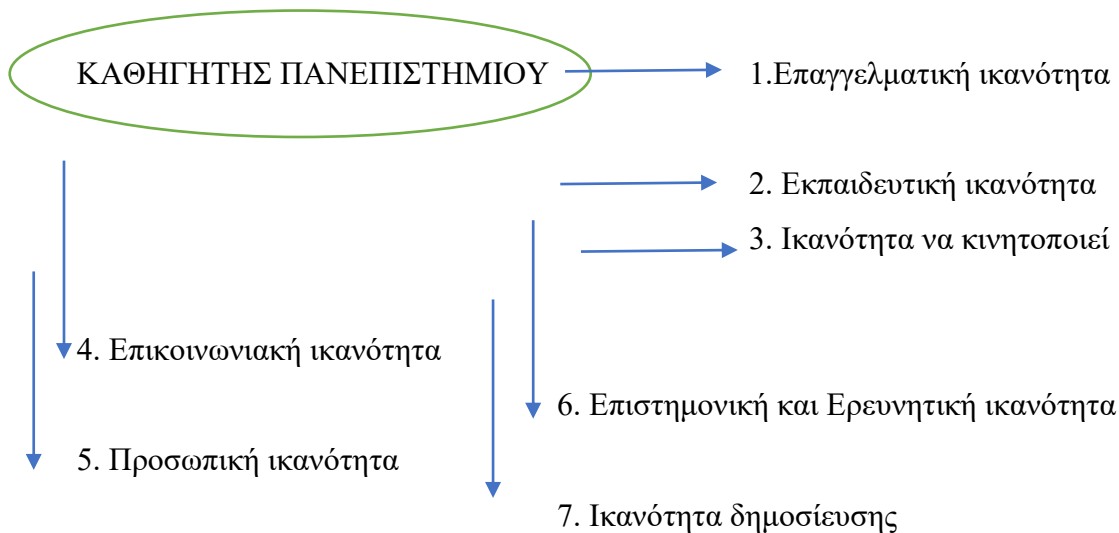 ΚΑΘΗΓΗΤΗΣ ΠΑΝΕΠΙΣΤΗΜΙΟΥ
1.Επαγγελματική ικανότητα
2. Εκπαιδευτική ικανότητα
3. Ικανότητα να κινητοποιεί
4. Επικοινωνιακή ικανότητα
5. Προσωπική ικανότητα
6. Επιστημονική και Ερευνητική ικανότητα
7. Ικανότητα δημοσίευσης